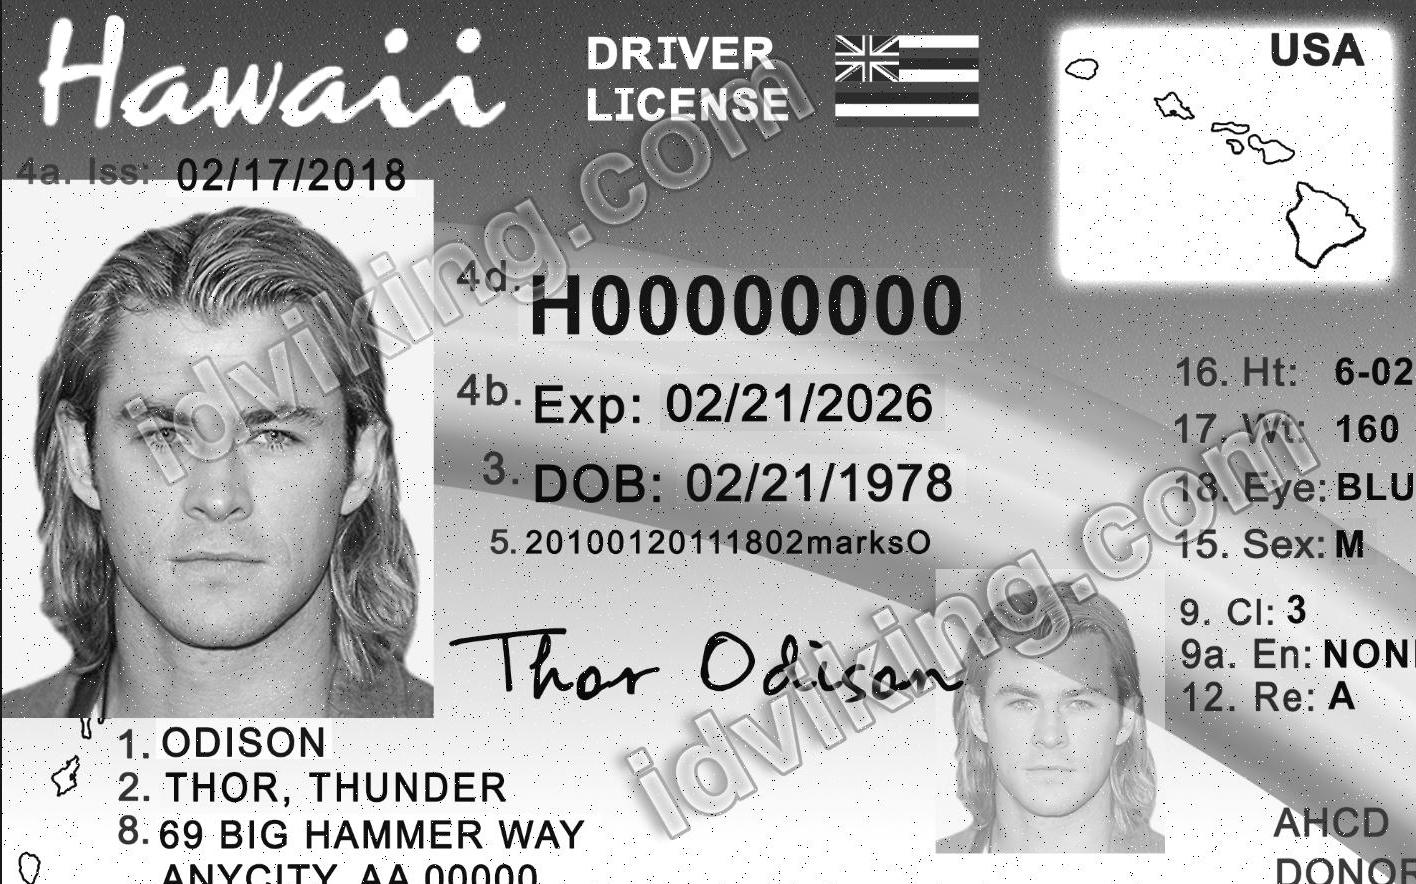 Hawaii
DRIVER
LICENSE
USA
4a. Iss: 02/17/2018
4d. H00000000
4b. Exp: 02/21/2026
3. DOB: 02/21/1978
5. 20100120111802marksO
16. Ht: 6-02
17. Wt: 160
18. Eye: BLU
15. Sex: M
9. Cl: 3
9a. En: NON
12. Re: A
Thor Odison
1. ODISON
2. THOR, THUNDER
8. 69 BIG HAMMER WAY
ANYCITY, AA 00000
AHCD
DONOR
idviking.com
idviking.com